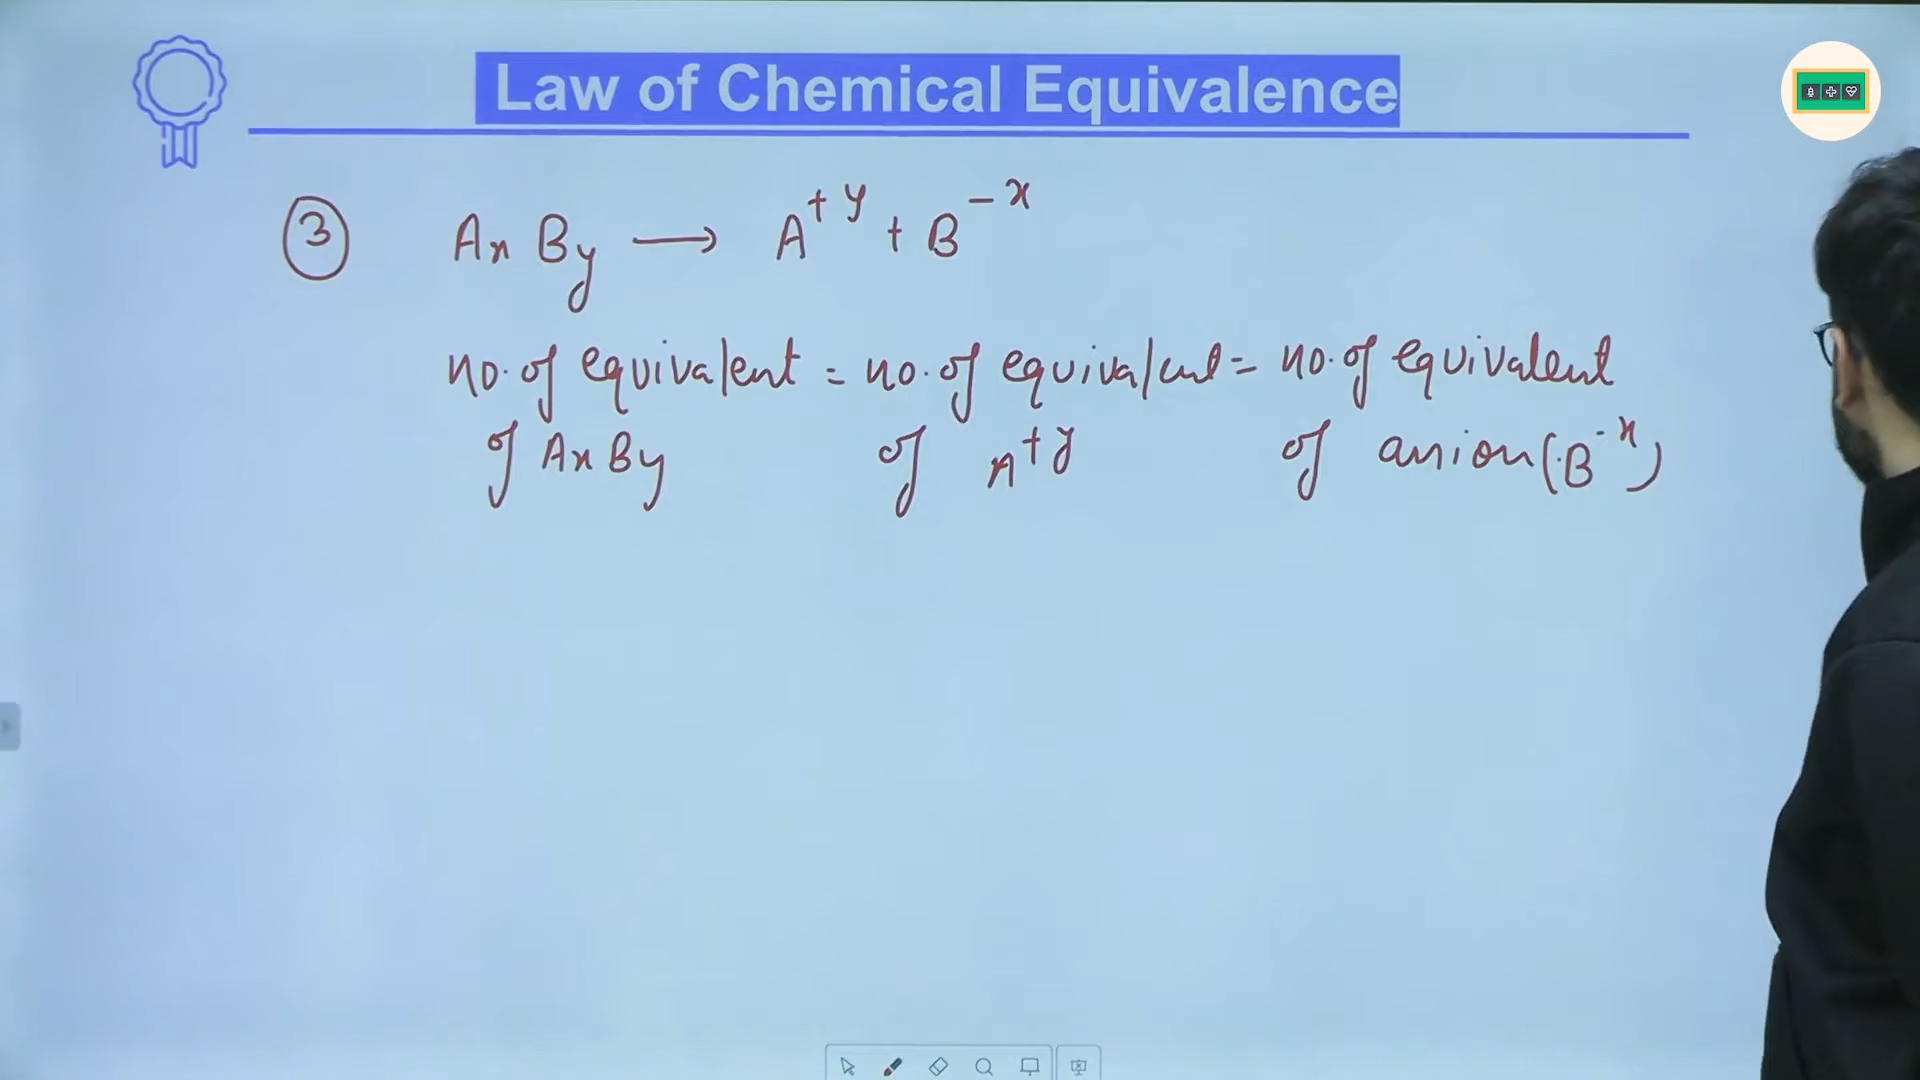 Law of Chemical Equivalence
③ AxBy → A⁺ʸ + B⁻ˣ
no. of equivalent = no. of equivalent = no. of equivalent
of AxBy of A⁺ʸ of anion (B⁻ˣ)